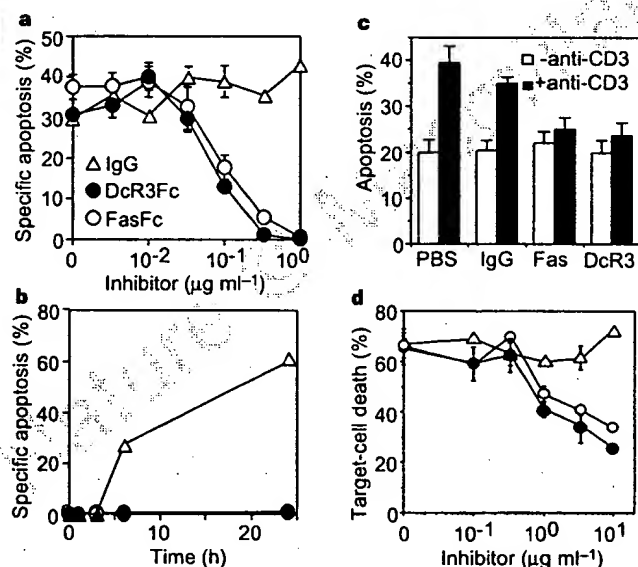 a
50
40
30
20
10
0
Specific apoptosis (%)
IgG
DcR3Fc
FasFc
0 10-2 10-1 100
Inhibitor (µg ml–1)
b
80
60
40
20
0
Specific apoptosis (%)
0 10 20
Time (h)
c
40
30
20
10
0
Apoptosis (%)
-anti-CD3
+anti-CD3
PBS IgG Fas DcR3
d
80
60
40
20
0
Target-cell death (%)
0 10-1 100 101
Inhibitor (µg ml–1)